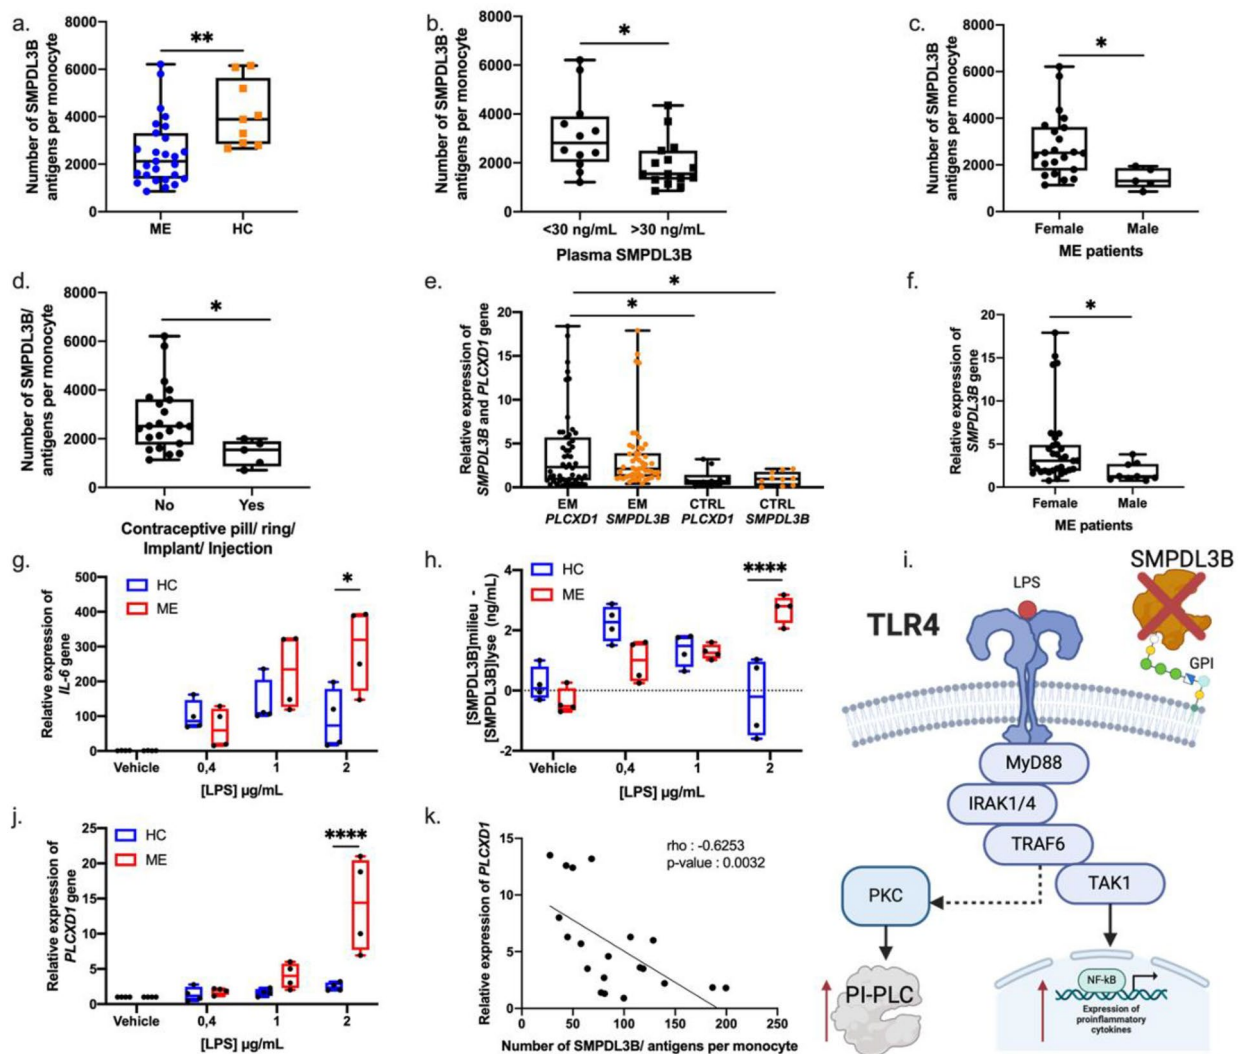 a.
Number of SMPDL3B
antigens per monocyte
8000
6000
4000
2000
0
**
ME
HC
b.
Number of SMPDL3B
antigens per monocyte
8000
6000
4000
2000
0
*
<30 ng/mL
>30 ng/mL
Plasma SMPDL3B
c.
Number of SMPDL3B
antigens per monocyte
8000
6000
4000
2000
0
*
Female
Male
ME patients
d.
Number of SMPDL3B/
antigens per monocyte
8000
6000
4000
2000
0
*
No
Yes
Contraceptive pill/ ring/
Implant/ Injection
e.
Relative expression of
SMPDL3B and PLCXD1 gene
20
15
10
5
0
*
*
EM
PLCXD1
EM
SMPDL3B
CTRL
PLCXD1
CTRL
SMPDL3B
f.
Relative expression of
SMPDL3B gene
20
15
10
5
0
*
Female
Male
ME patients
g.
Relative expression of
IL-6 gene
500
400
300
200
100
0
HC
ME
*
Vehicle
0,4
1
2
[LPS] µg/mL
h.
[SMPDL3B]milieu -
[SMPDL3B]lyse (ng/mL)
4
2
0
-2
HC
ME
****
Vehicle
0,4
1
2
[LPS] µg/mL
i.
SMPDL3B
LPS
TLR4
GPI
MyD88
IRAK1/4
TRAF6
TAK1
PKC
PI-PLC
NF-kB
Expression of
proinflammatory
cytokines
j.
Relative expression of
PLCXD1 gene
25
20
15
10
5
0
HC
ME
****
Vehicle
0,4
1
2
[LPS] µg/mL
k.
Relative expression of PLCXD1
15
10
5
0
rho : -0.6253
p-value : 0.0032
0
50
100
150
200
250
Number of SMPDL3B/ antigens per monocyte